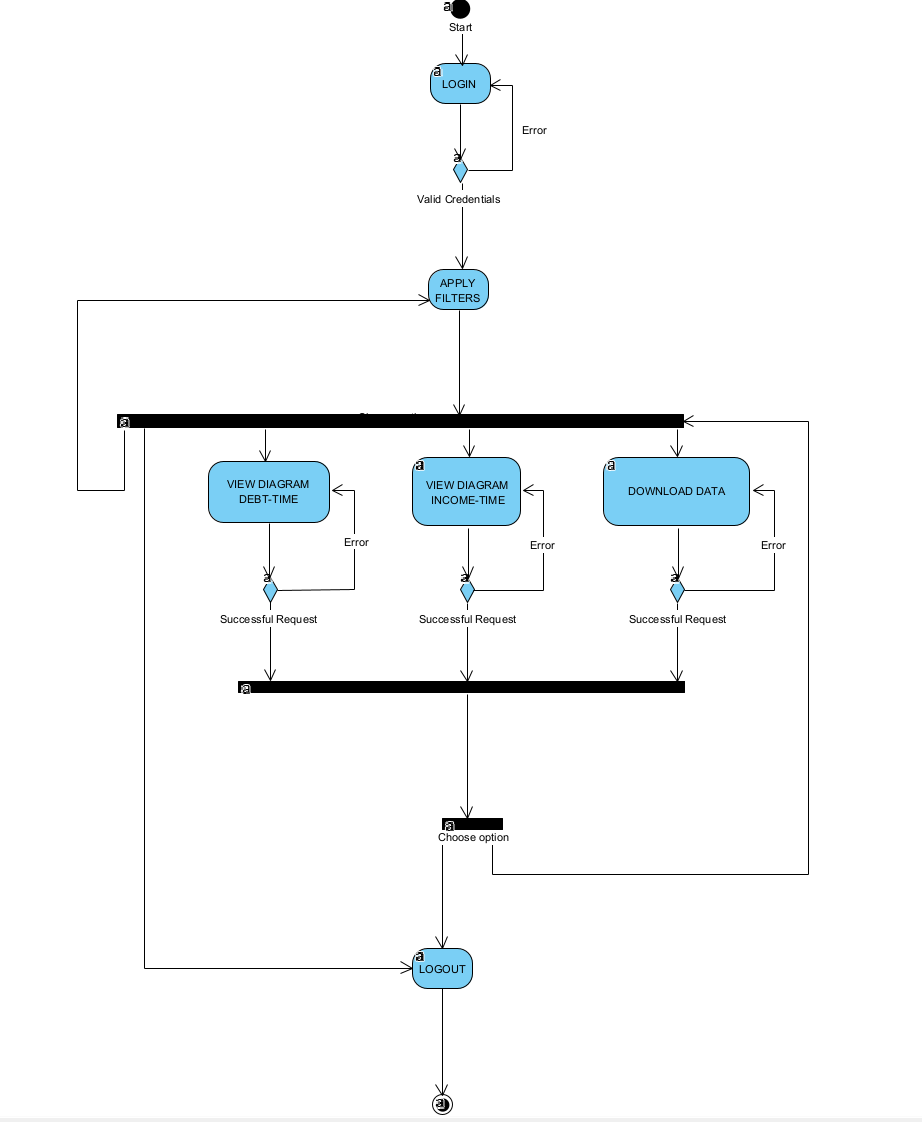 a
Start
a
LOGIN
Error
a
Valid Credentials
APPLY
FILTERS
a
VIEW DIAGRAM
DEBT-TIME
a
VIEW DIAGRAM
INCOME-TIME
a
DOWNLOAD DATA
Error
Error
Error
a
a
a
Successful Request
Successful Request
Successful Request
a
a
Choose option
a
LOGOUT
a